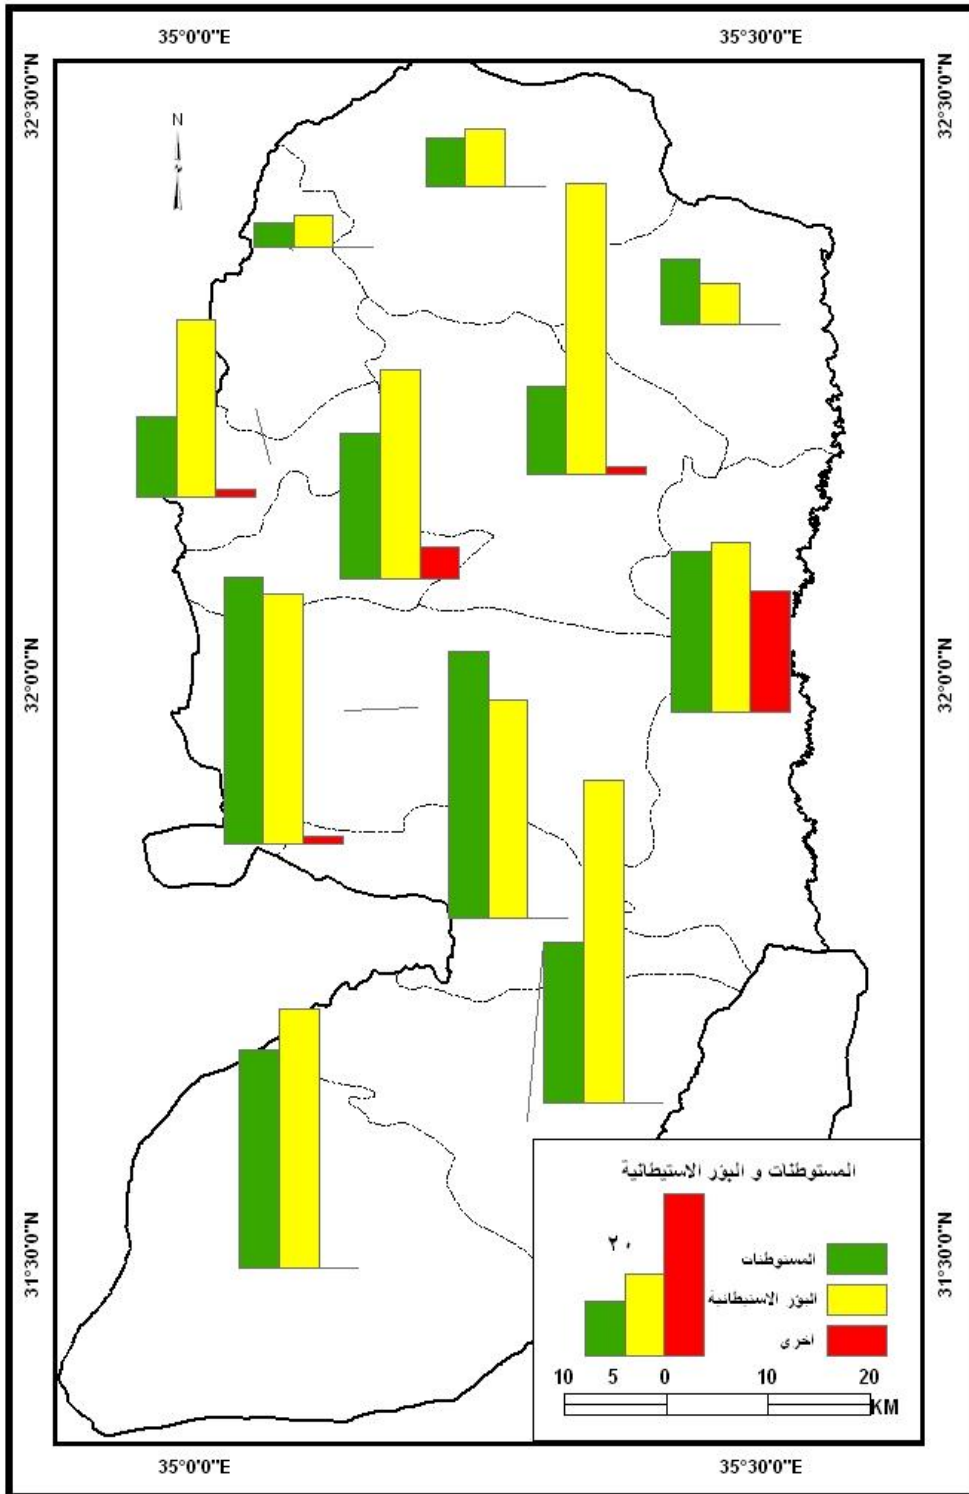 35°0'0"E 35°30'0"E
32°30'0"N 32°30'0"N
N
32°0'0"N 32°0'0"N
المستوطنات و البؤر الاستيطانية
٢٠
المستوطنات
البؤر الاستيطانية
اخرى
31°30'0"N 31°30'0"N
10 5 0 10 20
KM
35°0'0"E 35°30'0"E